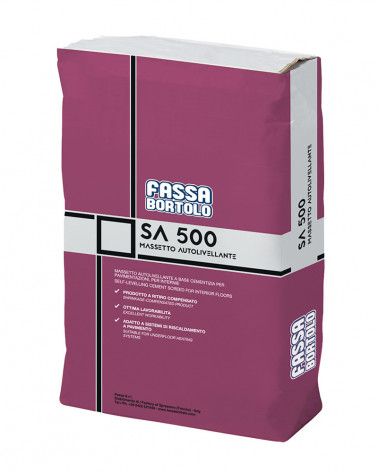 FASSA
BORTOLO
SA 500
MASSETTO AUTOLIVELLANTE
MASSETTO AUTOLIVELLANTE A BASE CEMENTIZIA PER
PAVIMENTAZIONI, PER INTERNI
SELF-LEVELLING CEMENT SCREED FOR INTERIOR FLOORS
PRODOTTO A RITIRO COMPENSATO
SHRINKAGE-COMPENSATED PRODUCT
OTTIMA LAVORABILITÀ
EXCELLENT WORKABILITY
ADATTO A SISTEMI DI RISCALDAMENTO
A PAVIMENTO
SUITABLE FOR UNDERFLOOR HEATING
SYSTEMS
SA 500
MASSETTO AUTOLIVELLANTE
FASSA
BORTOLO